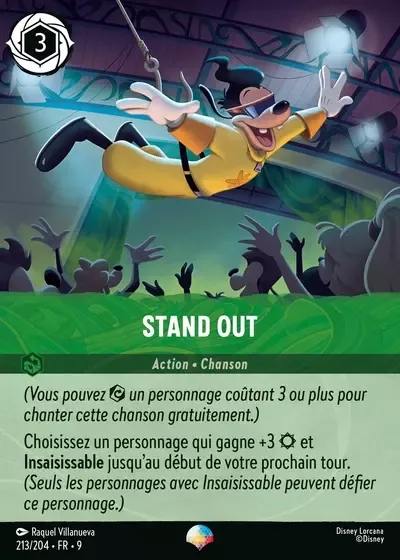 3
STAND OUT
Action • Chanson
(Vous pouvez un personnage coûtant 3 ou plus pour
chanter cette chanson gratuitement.)
Choisissez un personnage qui gagne +3 et
Insaisissable jusqu'au début de votre prochain tour.
(Seuls les personnages avec Insaisissable peuvent défier
ce personnage.)
Raquel Villanueva
213/204 • FR • 9
Disney Lorcana
©Disney